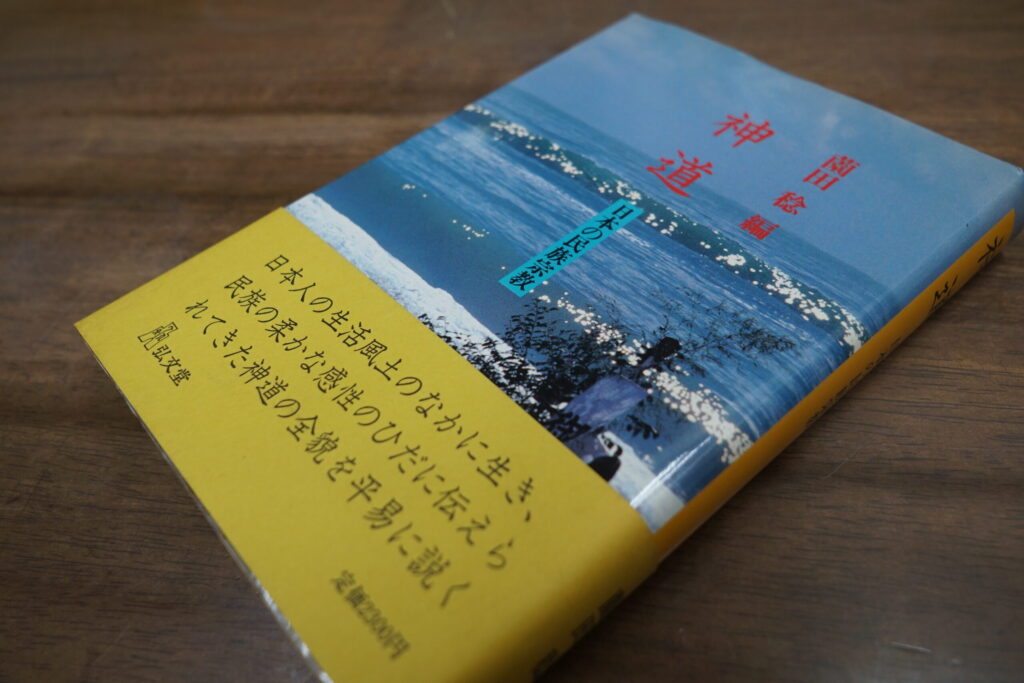 神道
日本の民族宗教
薗田 稔 編
日本人の生活風土のなかに生き、
民族の柔かな感性のひだに伝えら
れてきた神道の全貌を平易に説く
弘文堂
定価2300円